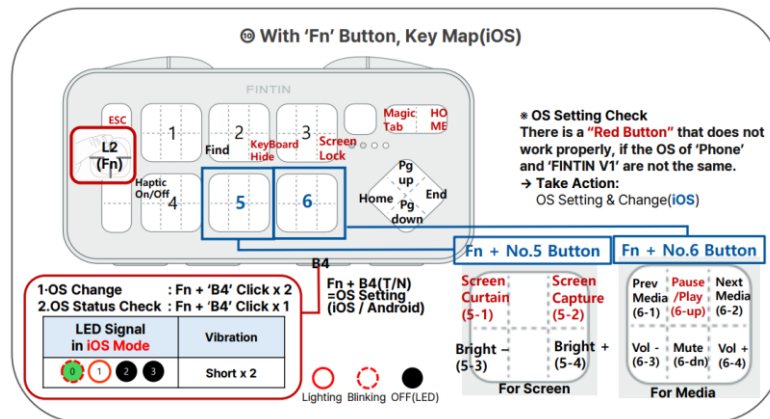 ⑩ With 'Fn' Button, Key Map(iOS)
FINTIN
ESC
L2
(Fn)
1
2
3
Find
KeyBoard
Hide
Screen
Lock
Magic
Tab
HO
ME
Haptic
On/Off
4
5
6
Pg
up
Home
End
Pg
down
※ OS Setting Check
There is a “Red Button” that does not
work properly, if the OS of ‘Phone’
and ‘FINTIN V1’ are not the same.
→ Take Action:
OS Setting & Change(iOS)
B4
Fn + B4(T/N)
=OS Setting
(iOS / Android)
1·OS Change : Fn + ‘B4’ Click x 2
2.OS Status Check : Fn + ‘B4’ Click x 1
LED Signal
in iOS Mode
Vibration
0 1 2 3
Short x 2
Lighting Blinking OFF(LED)
Fn + No.5 Button
Screen
Curtain
(5-1)
Screen
Capture
(5-2)
Bright –
(5-3)
Bright +
(5-4)
For Screen
Fn + No.6 Button
Prev
Media
(6-1)
Pause
/Play
(6-up)
Next
Media
(6-2)
Vol -
(6-3)
Mute
(6-dn)
Vol +
(6-4)
For Media